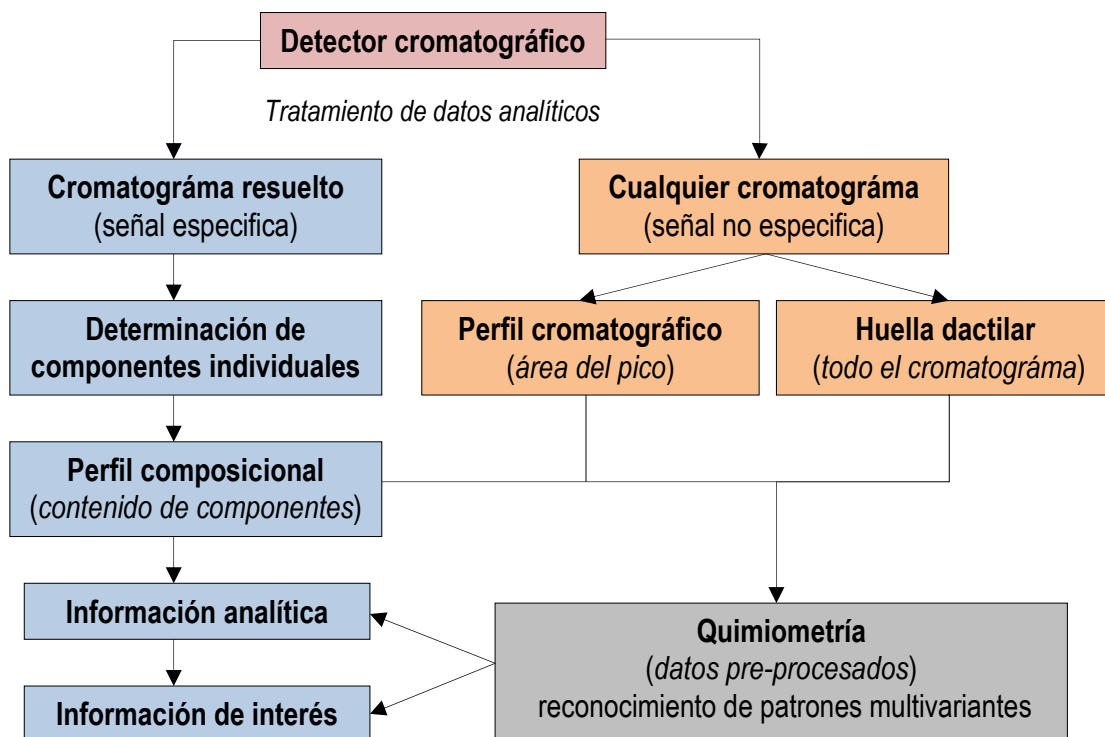 Detector cromatográfico
Tratamiento de datos analíticos
Cromatográma resuelto
(señal especifica)
Cualquier cromatográma
(señal no especifica)
Determinación de
componentes individuales
Perfil cromatográfico
(área del pico)
Huella dactilar
(todo el cromatográma)
Perfil composicional
(contenido de componentes)
Información analítica
Información de interés
Quimiometría
(datos pre-procesados)
reconocimiento de patrones multivariantes